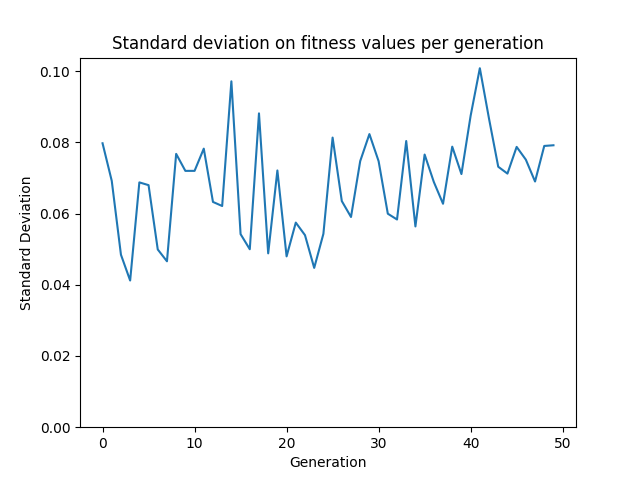 Standard deviation on fitness values per generation
0.10
0.08
0.06
0.04
0.02
0.00
Standard Deviation
0 10 20 30 40 50
Generation